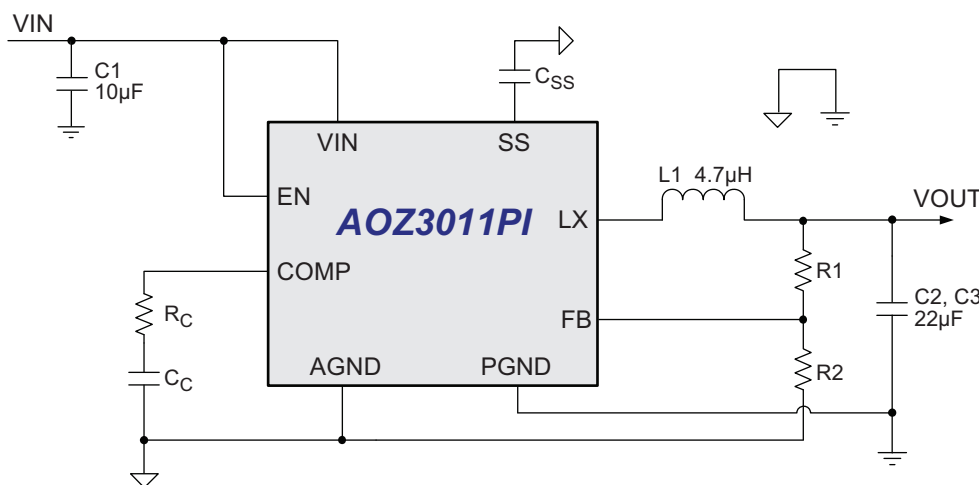 VIN
C1
10µF
CSS
VIN
SS
L1 4.7µH
EN
LX
VOUT
AOZ3011PI
COMP
R1
C2, C3
22µF
RC
FB
CC
AGND
PGND
R2